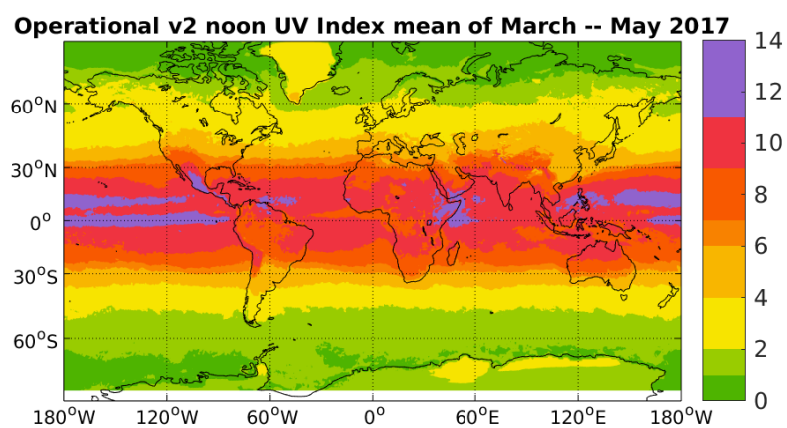 Operational v2 noon UV Index mean of March -- May 2017
14
12
10
8
6
4
2
0
60°N
30°N
0°
30°S
60°S
180°W 120°W 60°W 0° 60°E 120°E 180°W